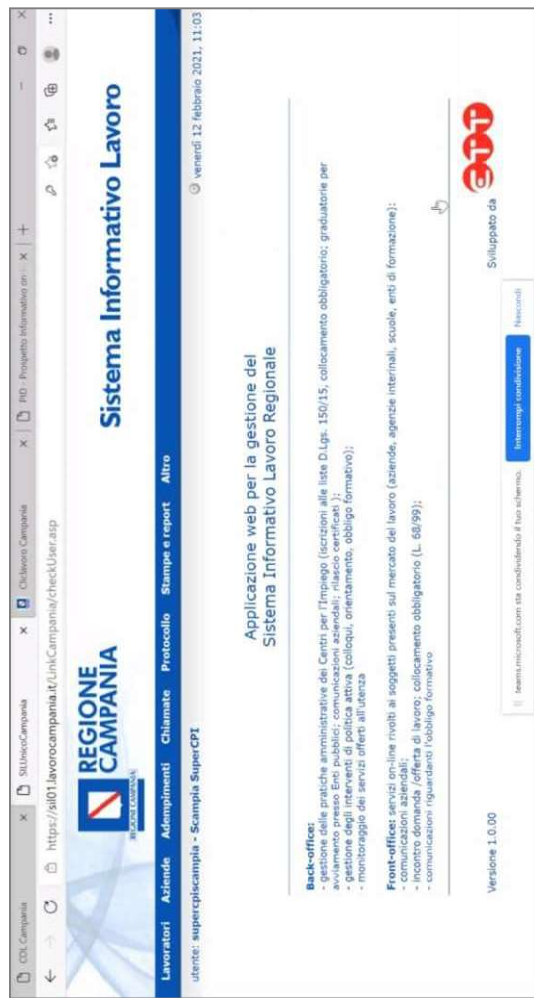 COL Campania
SILUnicoCampania
Cliclavoro Campania
PID - Prospetto Informativo on
https://sil01.lavorocampania.it/LinkCampania/checkUser.asp
REGIONE
CAMPANIA
REGIONE CAMPANIA
Sistema Informativo Lavoro
Lavoratori Aziende Adempimenti Chiamate Protocollo Stampe e report Altro
utente: supercpiscampia - Scampia SuperCPI
venerdì 12 febbraio 2021, 11:03
Applicazione web per la gestione del
Sistema Informativo Lavoro Regionale
Back-office:
- gestione delle pratiche amministrative dei Centri per l'Impiego (iscrizioni alle liste D.Lgs. 150/15, collocamento obbligatorio; graduatorie per
avviamento presso Enti pubblici; comunicazioni aziendali; rilascio certificati );
- gestione degli interventi di politica attiva (colloqui, orientamento, obbligo formativo);
- monitoraggio dei servizi offerti all'utenza
Front-office: servizi on-line rivolti ai soggetti presenti sul mercato del lavoro (aziende, agenzie interinali, scuole, enti di formazione):
- comunicazioni aziendali;
- incontro domanda /offerta di lavoro; collocamento obbligatorio (L. 68/99);
- comunicazioni riguardanti l'obbligo formativo
Versione 1.0.00
Sviluppato da
ett
teams.microsoft.com sta condividendo il tuo schermo.
Interrompi condivisione
Nascondi